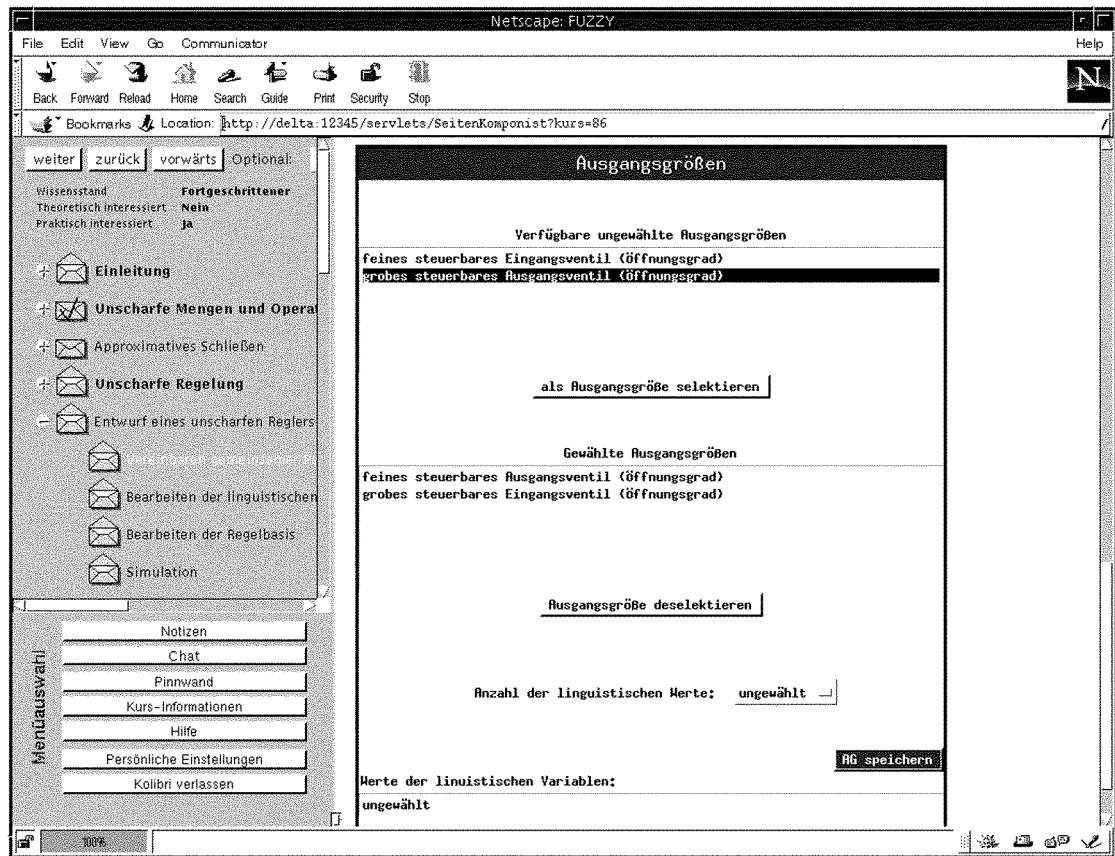 Netscape: FUZZY
File Edit View Go Communicator Help
Back Forward Reload Home Search Guide Print Security Stop
N
Bookmarks Location: http://delta:12345/servlets/SeitenKomponist?kurs=86
weiter zurück vorwärts Optional:
Wissensstand Fortgeschrittener
Theoretisch interessiert Nein
Praktisch interessiert Ja
Einleitung
Unscharfe Mengen und Operat
Approximatives Schließen
Unscharfe Regelung
Entwurf eines unscharfen Reglers
Bearbeiten der linguistischen
Bearbeiten der Regelbasis
Simulation
Menüauswahl
Notizen
Chat
Pinnwand
Kurs-Informationen
Hilfe
Persönliche Einstellungen
Kolibri verlassen
Ausgangsgrößen
Verfügbare ungewählte Ausgangsgrößen
feines steuerbares Eingangsventil (Öffnungsgrad)
grobes steuerbares Ausgangsventil (Öffnungsgrad)
als Ausgangsgröße selektieren
Gewählte Ausgangsgrößen
feines steuerbares Ausgangsventil (Öffnungsgrad)
grobes steuerbares Eingangsventil (Öffnungsgrad)
Ausgangsgröße deselektieren
Anzahl der linguistischen Werte: ungewählt
AG speichern
Werte der linuistischen Variablen:
ungewählt
100%